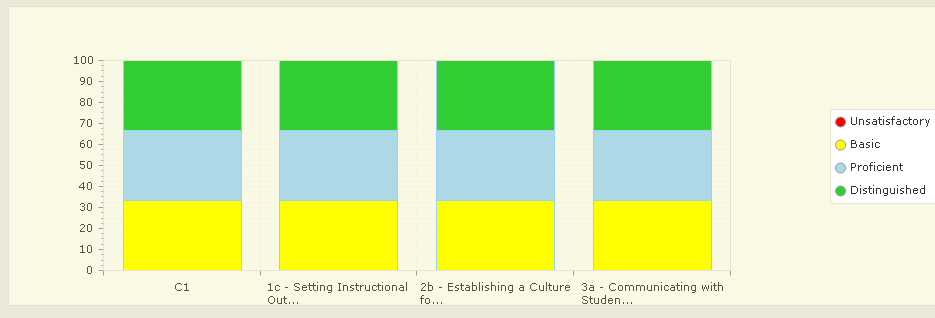 100
90
80
70
60
50
40
30
20
10
0
C1
1c - Setting Instructional
Out...
2b - Establishing a Culture
fo...
3a - Communicating with
Studen...
Unsatisfactory
Basic
Proficient
Distinguished